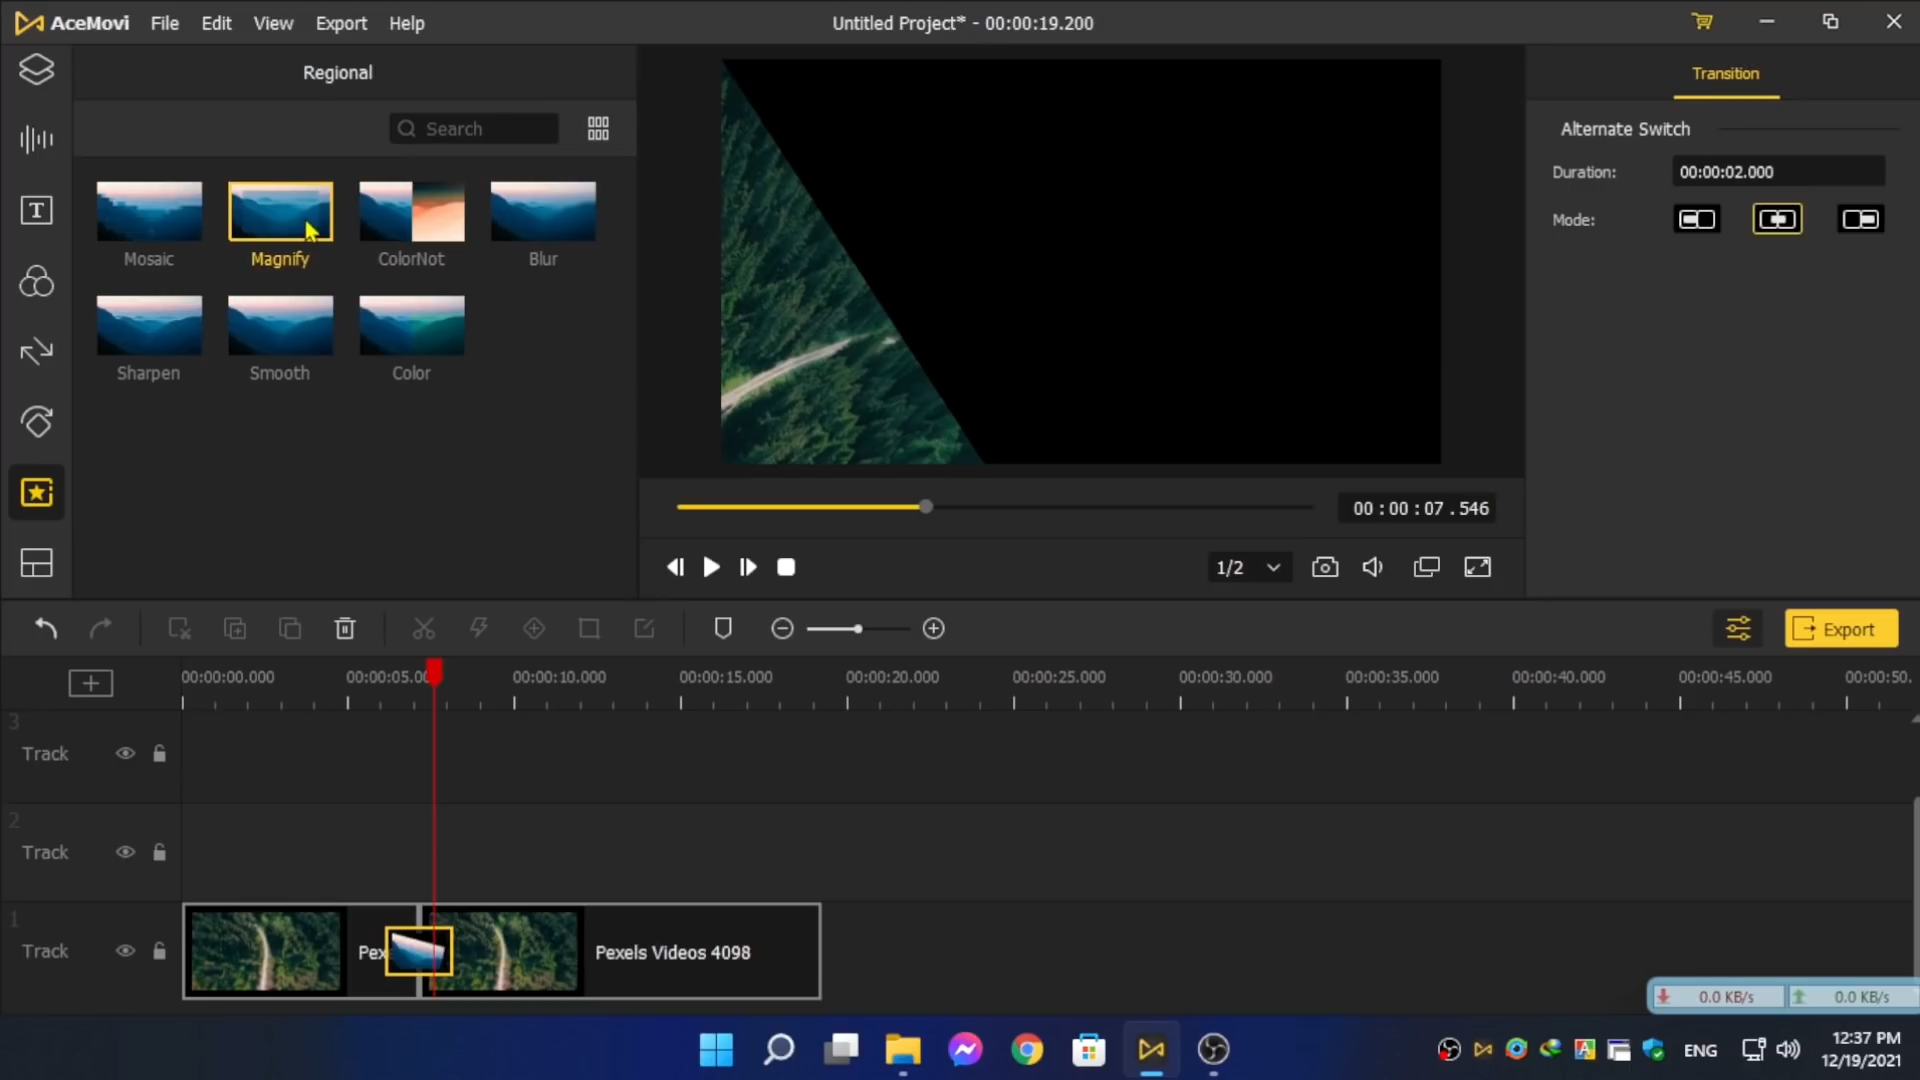 AceMovi File Edit View Export Help
Untitled Project* - 00:00:19.200
Regional
Search
Mosaic Magnify ColorNot Blur
Sharpen Smooth Color
Transition
Alternate Switch
Duration: 00:00:02.000
Mode:
00:00:07.546
1/2
Export
00:00:00.000 00:00:05.00 00:00:10.000 00:00:15.000 00:00:20.000 00:00:25.000 00:00:30.000 00:00:35.000 00:00:40.000 00:00:45.000 00:00:50.
3
Track
2
Track
1
Track
Pex
Pexels Videos 4098
0.0 KB/s 0.0 KB/s
ENG
12:37 PM
12/19/2021